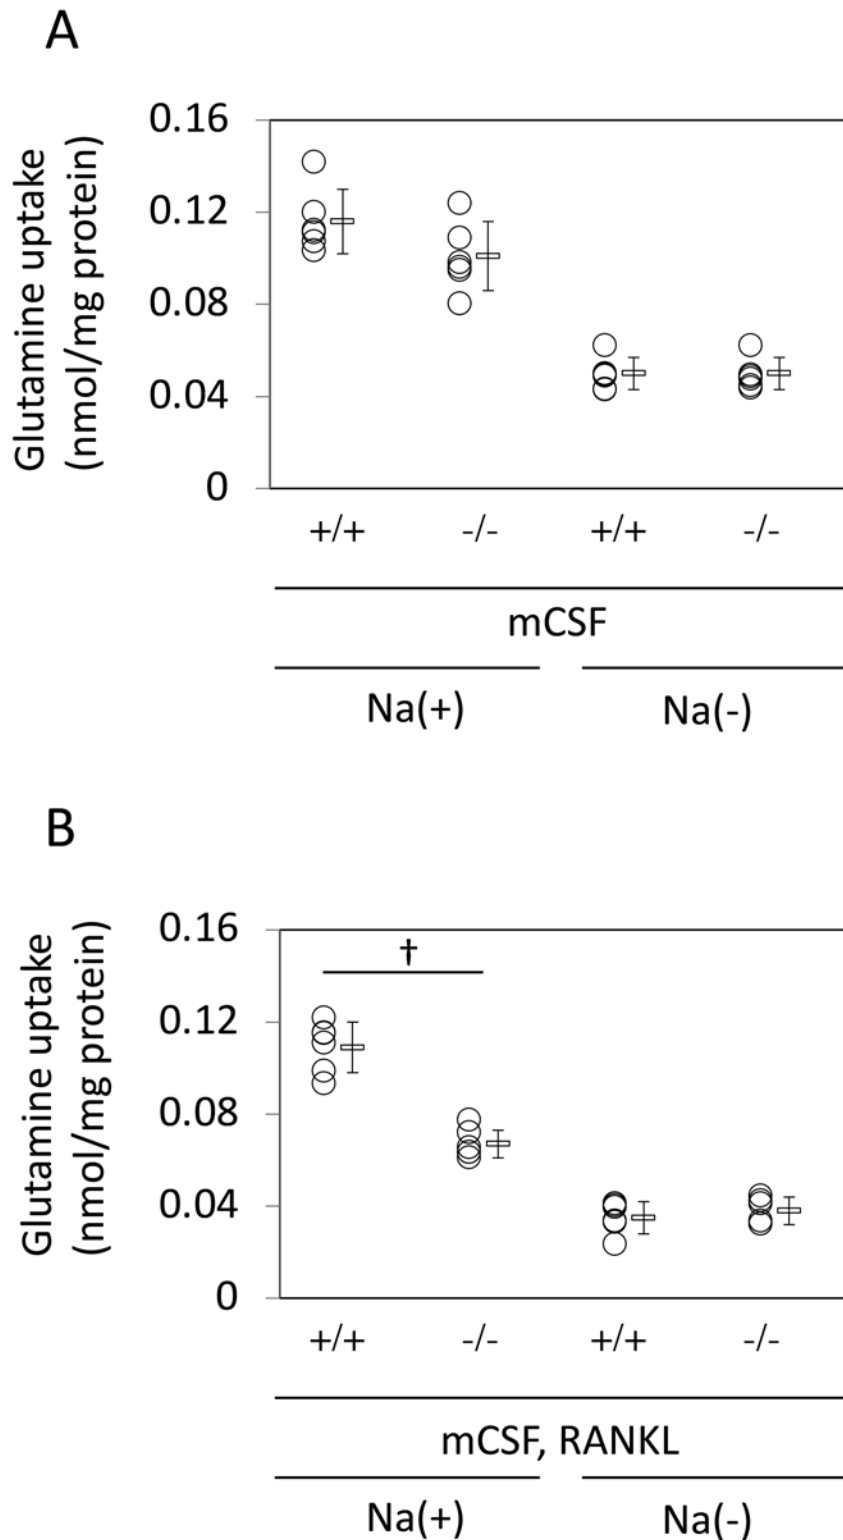 A
Glutamine uptake
(nmol/mg protein)
0.16
0.12
0.08
0.04
0
+/+ -/- +/+ -/-
mCSF
Na(+) Na(-)
B
Glutamine uptake
(nmol/mg protein)
0.16
0.12
0.08
0.04
0
†
+/+ -/- +/+ -/-
mCSF, RANKL
Na(+) Na(-)